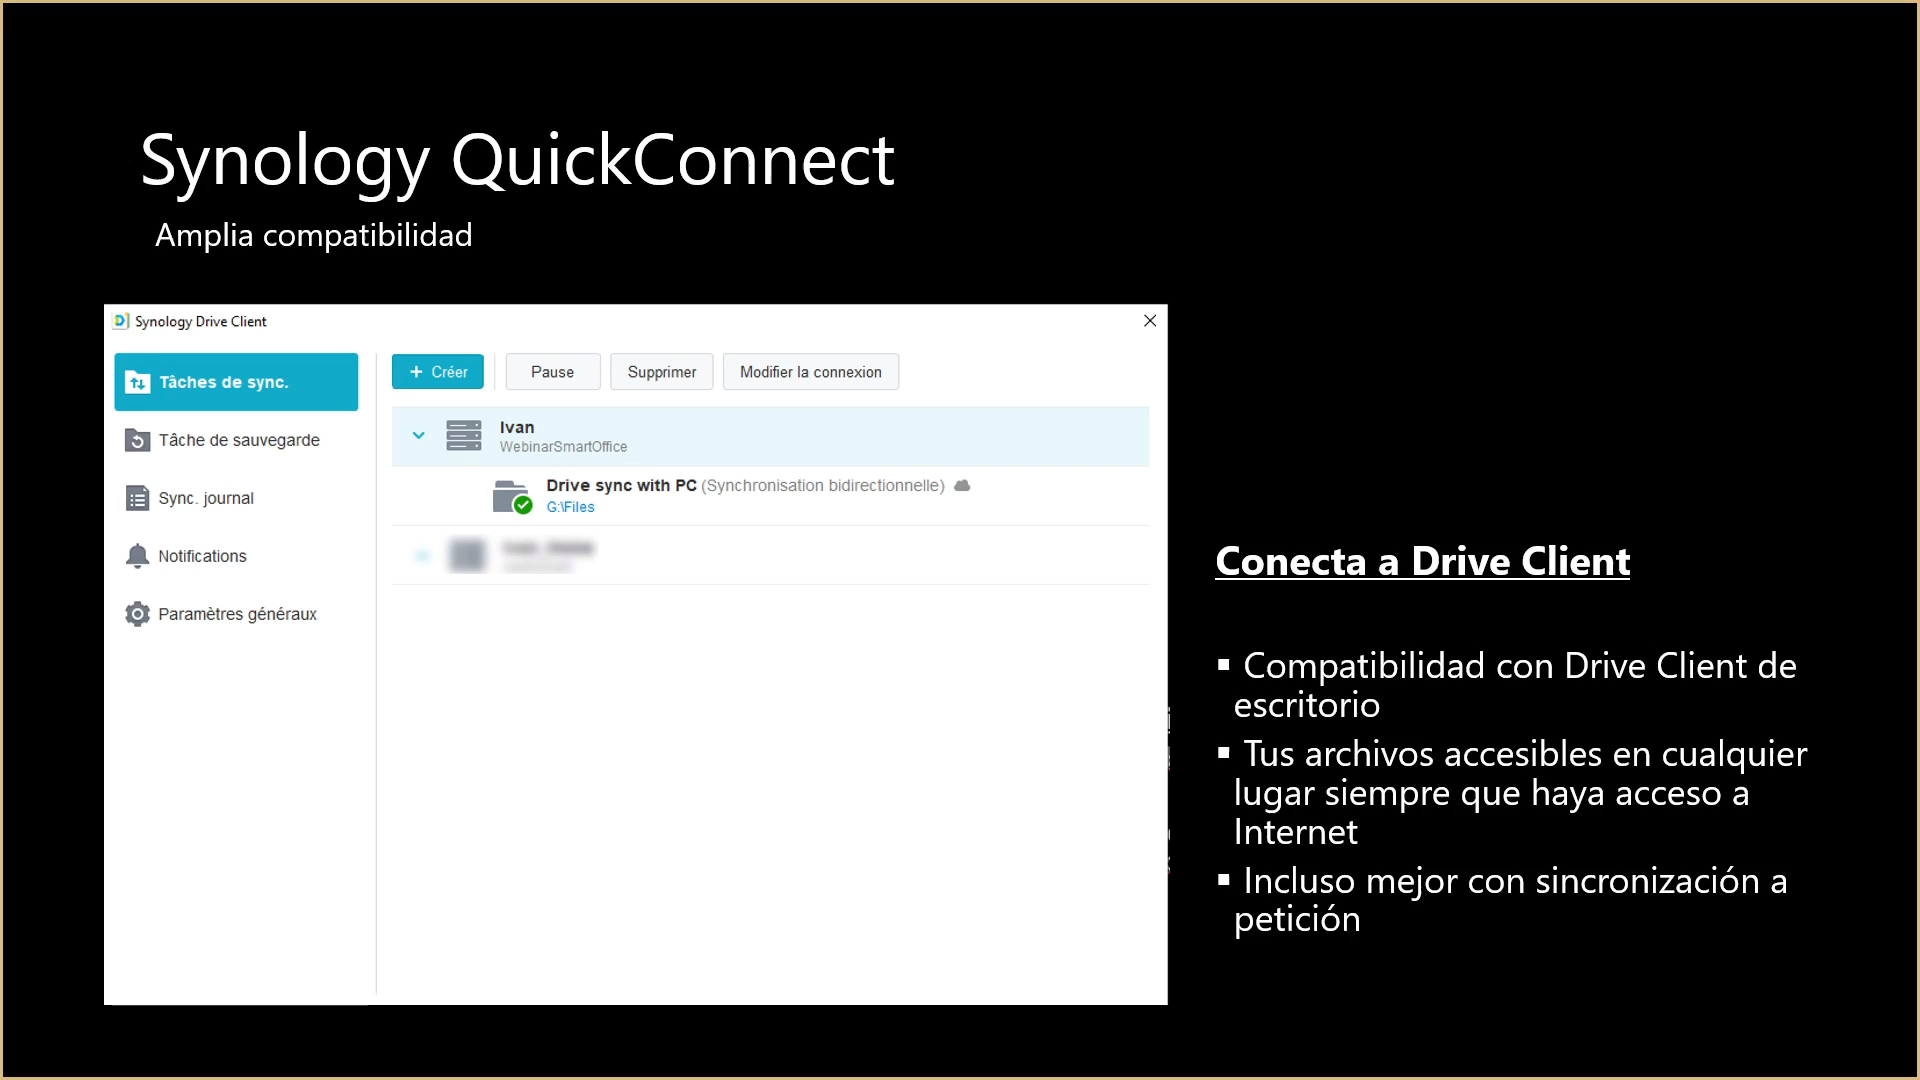 Synology QuickConnect
Amplia compatibilidad
Synology Drive Client
Tâches de sync.
Tâche de sauvegarde
Sync. journal
Notifications
Paramètres généraux
+ Créer
Pause
Supprimer
Modifier la connexion
Ivan
WebinarSmartOffice
Drive sync with PC (Synchronisation bidirectionnelle)
G:\Files
Conecta a Drive Client
▪ Compatibilidad con Drive Client de
escritorio
▪ Tus archivos accesibles en cualquier
lugar siempre que haya acceso a
Internet
▪ Incluso mejor con sincronización a
petición